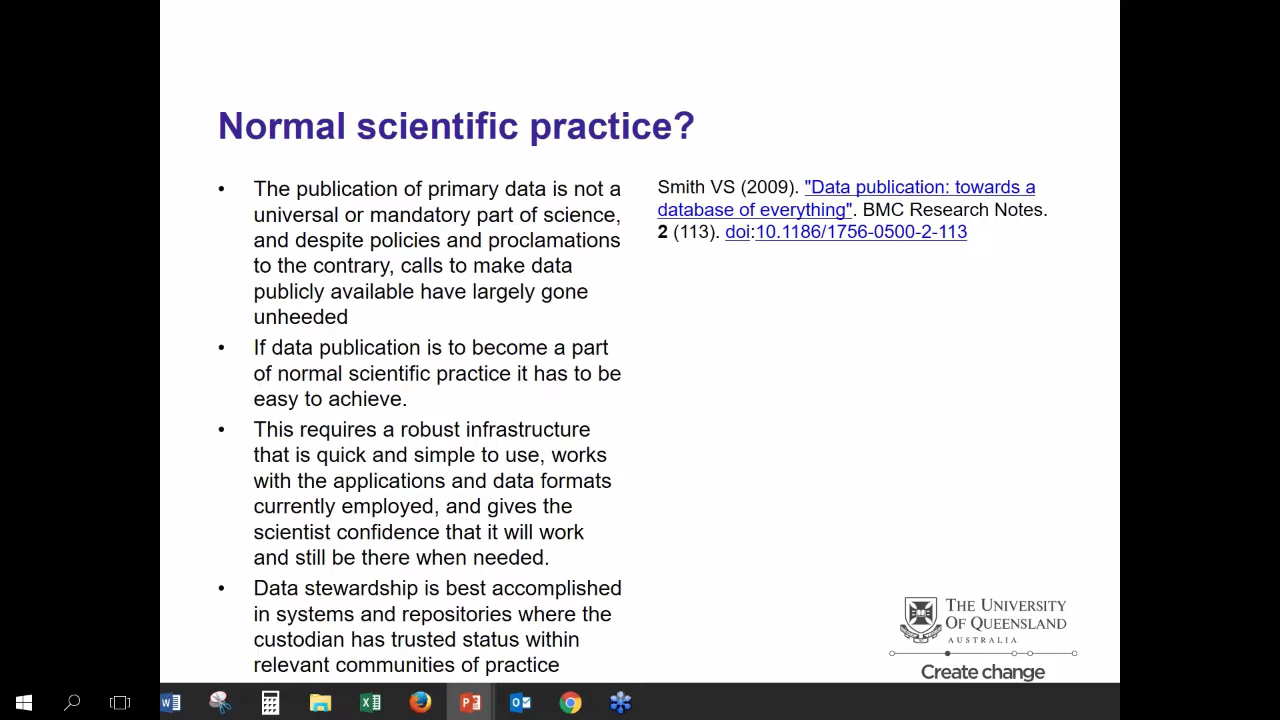 Normal scientific practice?
• The publication of primary data is not a
universal or mandatory part of science,
and despite policies and proclamations
to the contrary, calls to make data
publicly available have largely gone
unheeded
• If data publication is to become a part
of normal scientific practice it has to be
easy to achieve.
• This requires a robust infrastructure
that is quick and simple to use, works
with the applications and data formats
currently employed, and gives the
scientist confidence that it will work
and still be there when needed.
• Data stewardship is best accomplished
in systems and repositories where the
custodian has trusted status within
relevant communities of practice
Smith VS (2009). "Data publication: towards a
database of everything". BMC Research Notes.
2 (113). doi:10.1186/1756-0500-2-113
THE UNIVERSITY
OF QUEENSLAND
AUSTRALIA
Create change